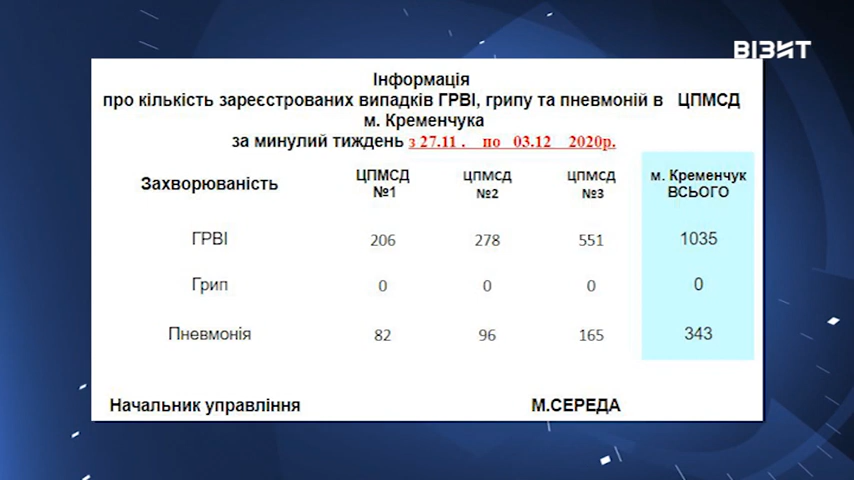 ВІЗИТ
Інформація
про кількість зареєстрованих випадків ГРВІ, грипу та пневмоній в ЦПМСД
м. Кременчука
за минулий тиждень з 27.11 . по 03.12 2020р.
Захворюваність ЦПМСД №1 ЦПМСД №2 ЦПМСД №3 м. Кременчук ВСЬОГО
ГРВІ 206 278 551 1035
Грип 0 0 0 0
Пневмонія 82 96 165 343
Начальник управління М.СЕРЕДА